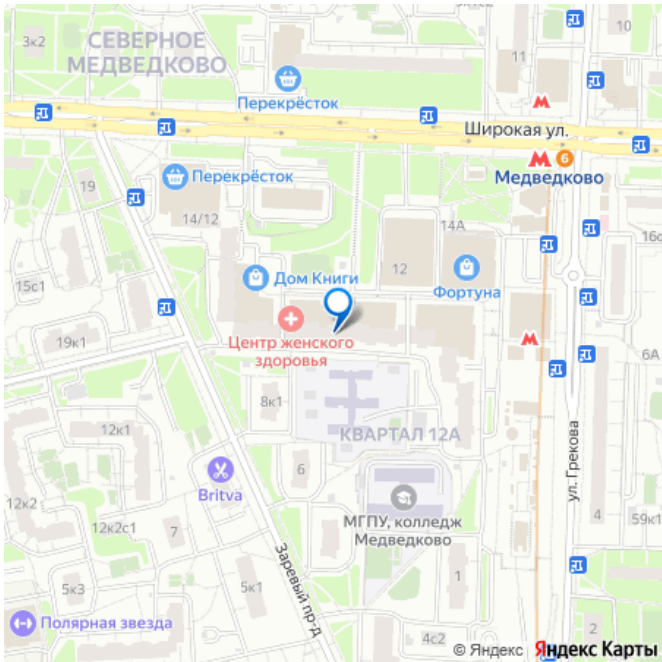 3к2
СЕВЕРНОЕ
МЕДВЕДКОВО
5к1с2
10
11
Перекрёсток
Широкая ул.
6
Медведково
19
Перекрёсток
14/12
14А
16с
15с1
Дом Книги
12
Фортуна
Центр женского
здоровья
19к1
6А
8к1
12к1
КВАРТАЛ 12А
6
Britva
12к2
12к2с1
7
МГПУ, колледж
Медведково
ул. Грекова
4
59к1
Заревый пр-д
5к3
5к1
1
Полярная звезда
4с2
2
© Яндекс Яндекс Карты